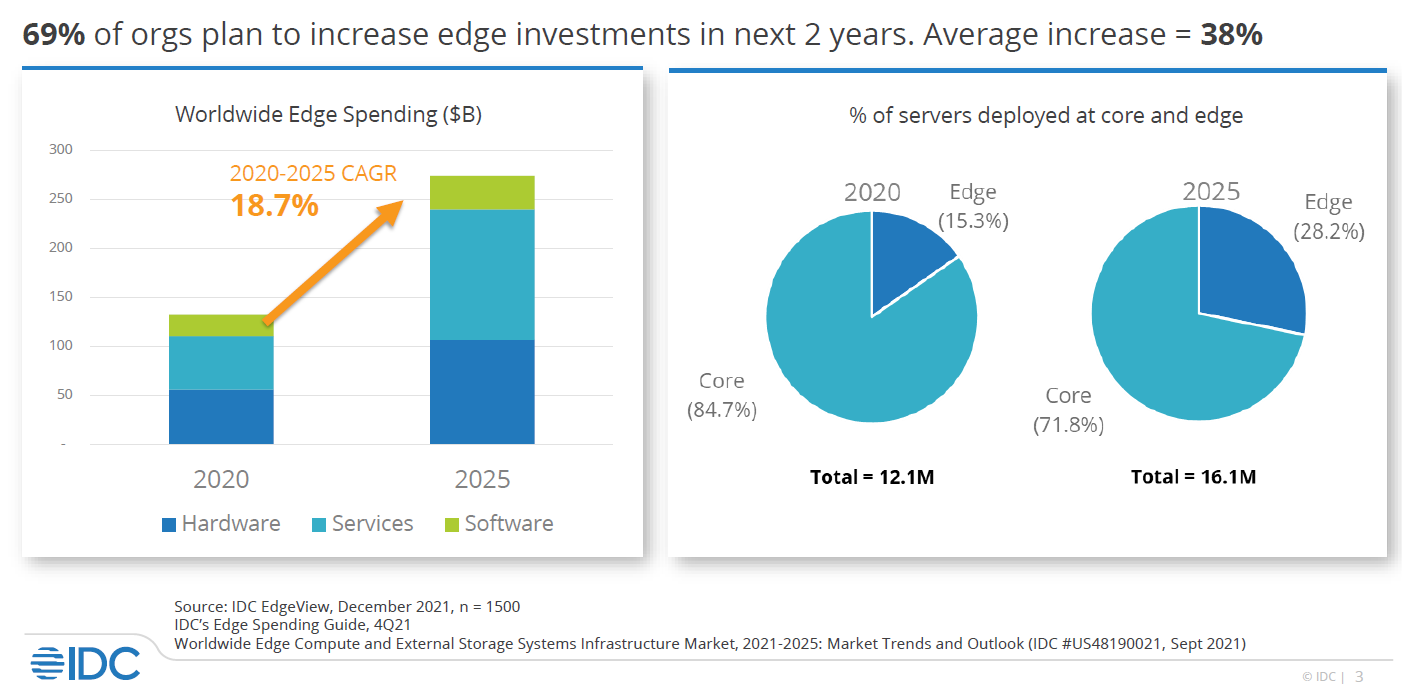 69% of orgs plan to increase edge investments in next 2 years. Average increase = 38%
Worldwide Edge Spending ($B)
300
250
200
150
100
50
-
2020-2025 CAGR
18.7%
2020
2025
Hardware
Services
Software
% of servers deployed at core and edge
2020
Edge
(15.3%)
Core
(84.7%)
Total = 12.1M
2025
Edge
(28.2%)
Core
(71.8%)
Total = 16.1M
Source: IDC EdgeView, December 2021, n = 1500
IDC’s Edge Spending Guide, 4Q21
Worldwide Edge Compute and External Storage Systems Infrastructure Market, 2021-2025: Market Trends and Outlook (IDC #US48190021, Sept 2021)
IDC
© IDC | 3